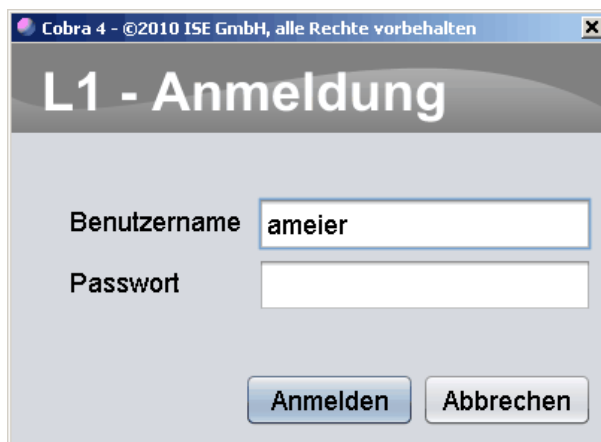 Cobra 4 - ©2010 ISE GmbH, alle Rechte vorbehalten
L1 - Anmeldung
Benutzername ameier
Passwort
Anmelden Abbrechen